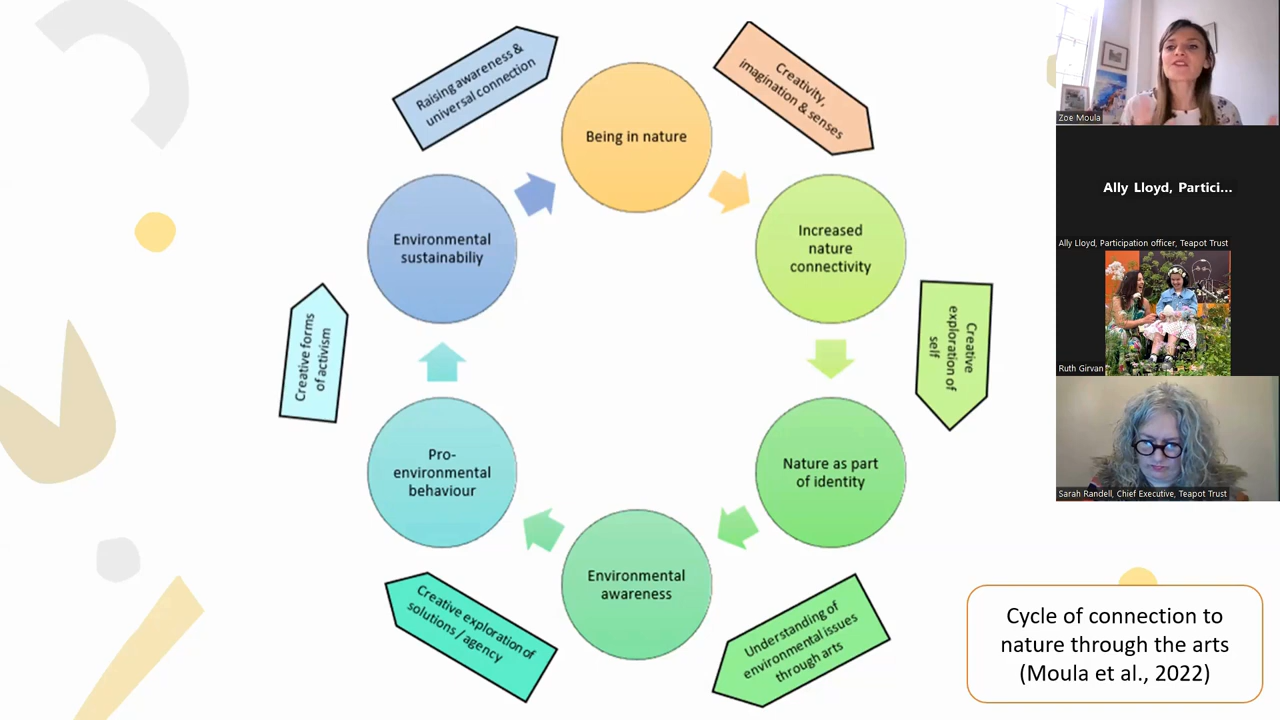 Raising awareness &
universal connection
Being in nature
Creativity,
imagination & senses
Increased
nature
connectivity
Creative
exploration of
self
Nature as part
of identity
Understanding of
environmental issues
through arts
Environmental
awareness
Creative exploration of
solutions / agency
Pro-
environmental
behaviour
Creative forms
of activism
Environmental
sustainabiliy
Cycle of connection to
nature through the arts
(Moula et al., 2022)
Zoe Moula
Ally Lloyd, Partici...
Ally Lloyd, Participation officer, Teapot Trust
Ruth Girvan
Sarah Randell, Chief Executive, Teapot Trust